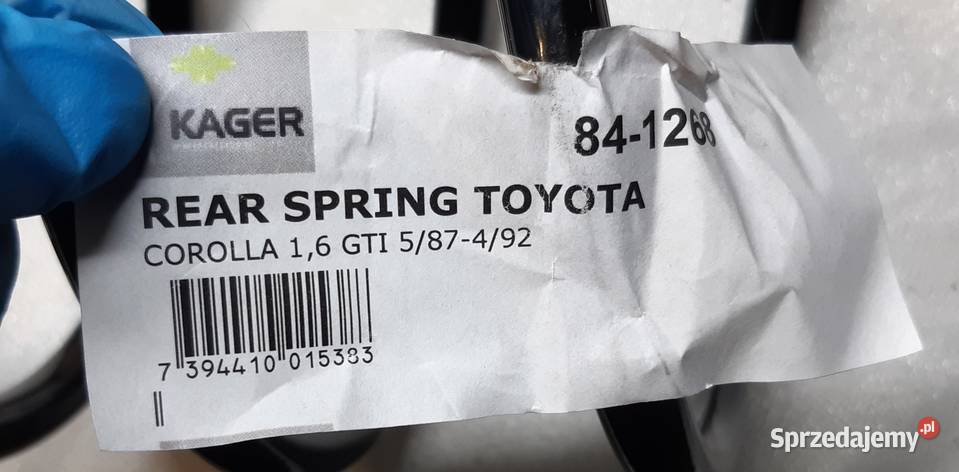 KAGER
84-1268
REAR SPRING TOYOTA
COROLLA 1,6 GTI 5/87-4/92
7 394410 015383
Sprzedajemy.pl